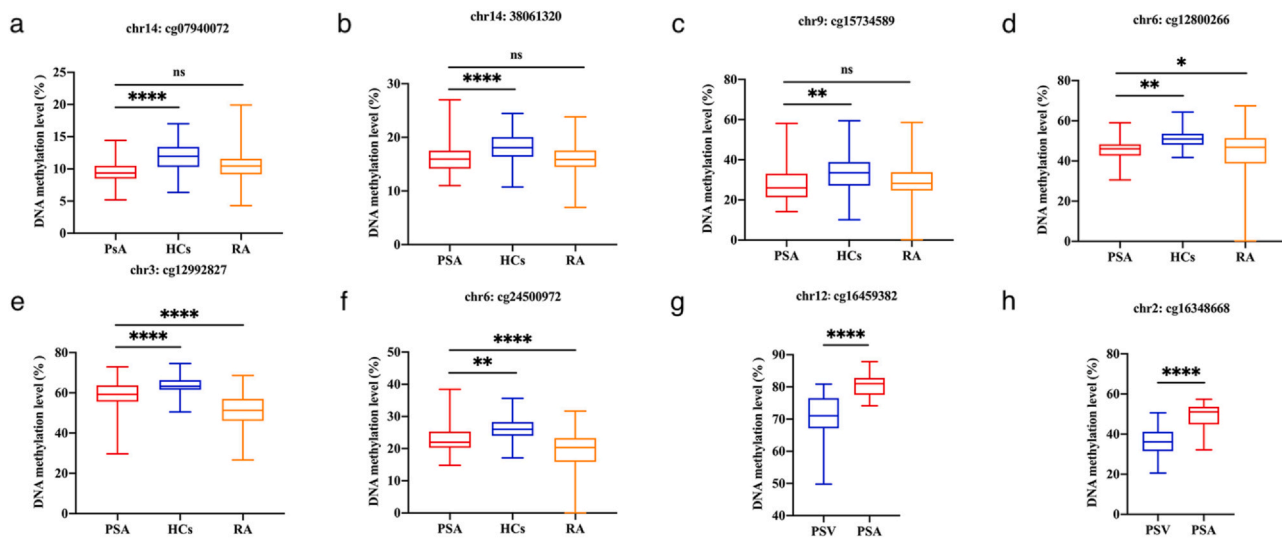 a
chr14: cg07940072
DNA methylation level (%)
25
20
15
10
5
0
ns
****
PsA HCs RA
b
chr14: 38061320
DNA methylation level (%)
30
20
10
0
ns
****
PSA HCs RA
c
chr9: cg15734589
DNA methylation level (%)
80
60
40
20
0
ns
**
PSA HCs RA
d
chr6: cg12800266
DNA methylation level (%)
80
60
40
20
0
*
**
PSA HCs RA
e
chr3: cg12992827
DNA methylation level (%)
80
60
40
20
0
****
****
PSA HCs RA
f
chr6: cg24500972
DNA methylation level (%)
50
40
30
20
10
0
****
**
PSA HCs RA
g
chr12: cg16459382
DNA methylation level (%)
90
80
70
60
50
40
****
PSV PSA
h
chr2: cg16348668
DNA methylation level (%)
80
60
40
20
0
****
PSV PSA